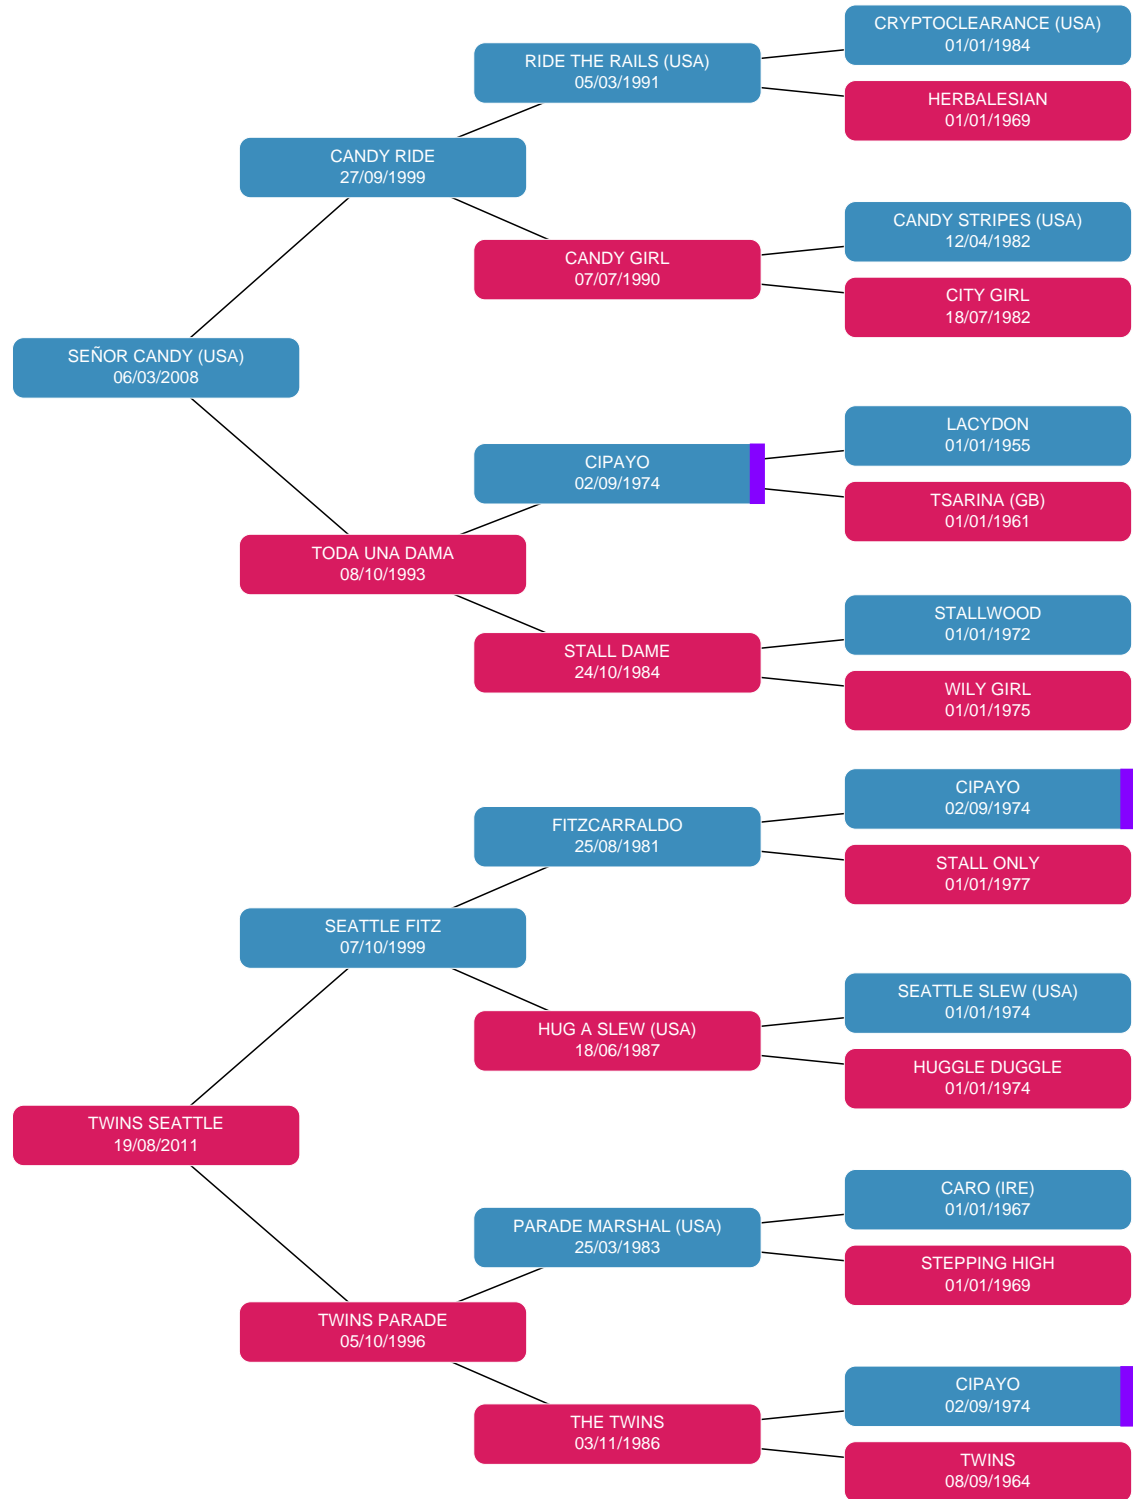 CRYPTOCLEARANCE (USA)
01/01/1984
RIDE THE RAILS (USA)
05/03/1991
HERBALESIAN
01/01/1969
CANDY RIDE
27/09/1999
CANDY STRIPES (USA)
12/04/1982
CANDY GIRL
07/07/1990
CITY GIRL
18/07/1982
SEÑOR CANDY (USA)
06/03/2008
LACYDON
01/01/1955
CIPAYO
02/09/1974
TSARINA (GB)
01/01/1961
TODA UNA DAMA
08/10/1993
STALLWOOD
01/01/1972
STALL DAME
24/10/1984
WILY GIRL
01/01/1975
CIPAYO
02/09/1974
FITZCARRALDO
25/08/1981
STALL ONLY
01/01/1977
SEATTLE FITZ
07/10/1999
SEATTLE SLEW (USA)
01/01/1974
HUG A SLEW (USA)
18/06/1987
HUGGLE DUGGLE
01/01/1974
TWINS SEATTLE
19/08/2011
CARO (IRE)
01/01/1967
PARADE MARSHAL (USA)
25/03/1983
STEPPING HIGH
01/01/1969
TWINS PARADE
05/10/1996
CIPAYO
02/09/1974
THE TWINS
03/11/1986
TWINS
08/09/1964